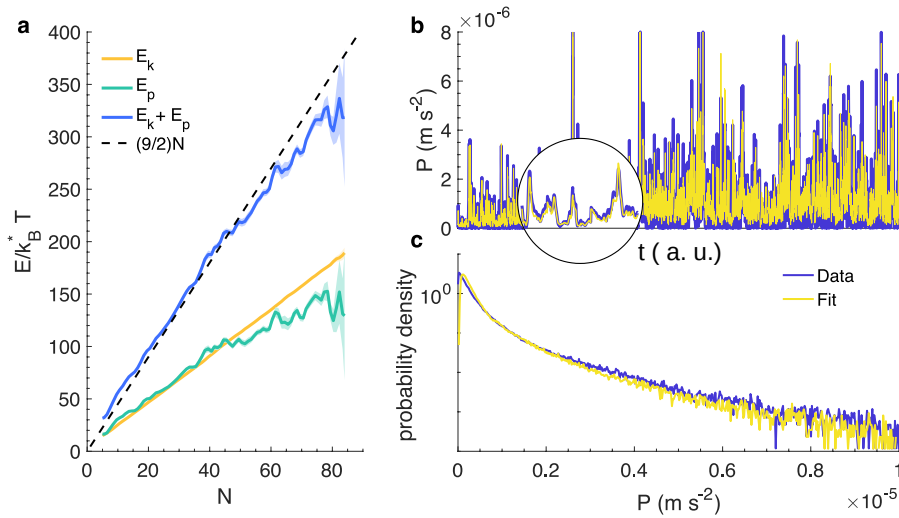 a
400
350
300
250
200
150
100
50
0
E/k*B T
0 20 40 60 80 100
N
E_k
E_p
E_k + E_p
(9/2)N
b
×10-6
8
6
4
2
0
P (m s-2)
t ( a. u.)
c
100
probability density
Data
Fit
0 0.2 0.4 0.6 0.8 1
P (m s-2)
×10-5